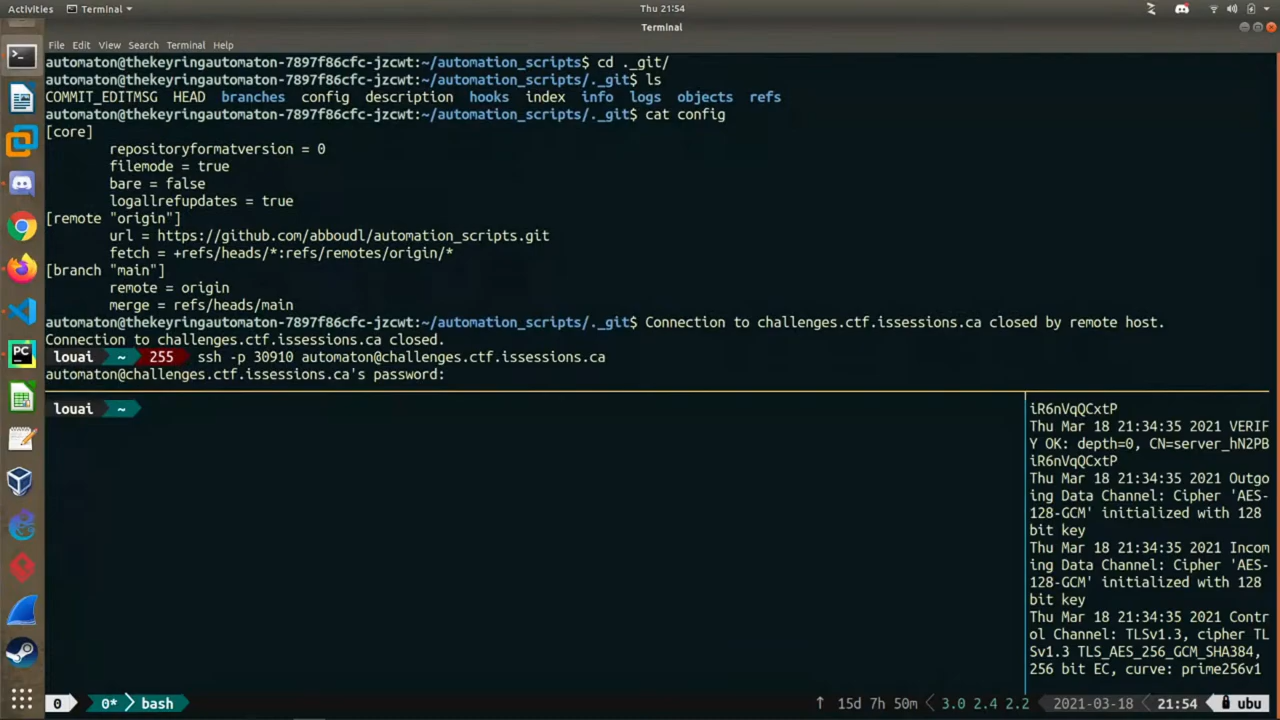 Activities Terminal Thu 21:54
Terminal
File Edit View Search Terminal Help
automaton@thekeyringautomaton-7897f86cfc-jzcwt:~/automation_scripts$ cd ._git/
automaton@thekeyringautomaton-7897f86cfc-jzcwt:~/automation_scripts/._git$ ls
COMMIT_EDITMSG HEAD branches config description hooks index info logs objects refs
automaton@thekeyringautomaton-7897f86cfc-jzcwt:~/automation_scripts/._git$ cat config
[core]
repositoryformatversion = 0
filemode = true
bare = false
logallrefupdates = true
[remote "origin"]
url = https://github.com/abboudl/automation_scripts.git
fetch = +refs/heads/*:refs/remotes/origin/*
[branch "main"]
remote = origin
merge = refs/heads/main
automaton@thekeyringautomaton-7897f86cfc-jzcwt:~/automation_scripts/._git$ Connection to challenges.ctf.issessions.ca closed by remote host.
Connection to challenges.ctf.issessions.ca closed.
louai ~ 255 ssh -p 30910 automaton@challenges.ctf.issessions.ca
automaton@challenges.ctf.issessions.ca's password:
louai ~
iR6nVqQCxtP
Thu Mar 18 21:34:35 2021 VERIF
Y OK: depth=0, CN=server_hN2PB
iR6nVqQCxtP
Thu Mar 18 21:34:35 2021 Outgo
ing Data Channel: Cipher 'AES-
128-GCM' initialized with 128
bit key
Thu Mar 18 21:34:35 2021 Incom
ing Data Channel: Cipher 'AES-
128-GCM' initialized with 128
bit key
Thu Mar 18 21:34:35 2021 Contr
ol Channel: TLSv1.3, cipher TL
Sv1.3 TLS_AES_256_GCM_SHA384,
256 bit EC, curve: prime256v1
0 0* bash ↑ 15d 7h 50m 3.0 2.4 2.2 2021-03-18 21:54 ubu